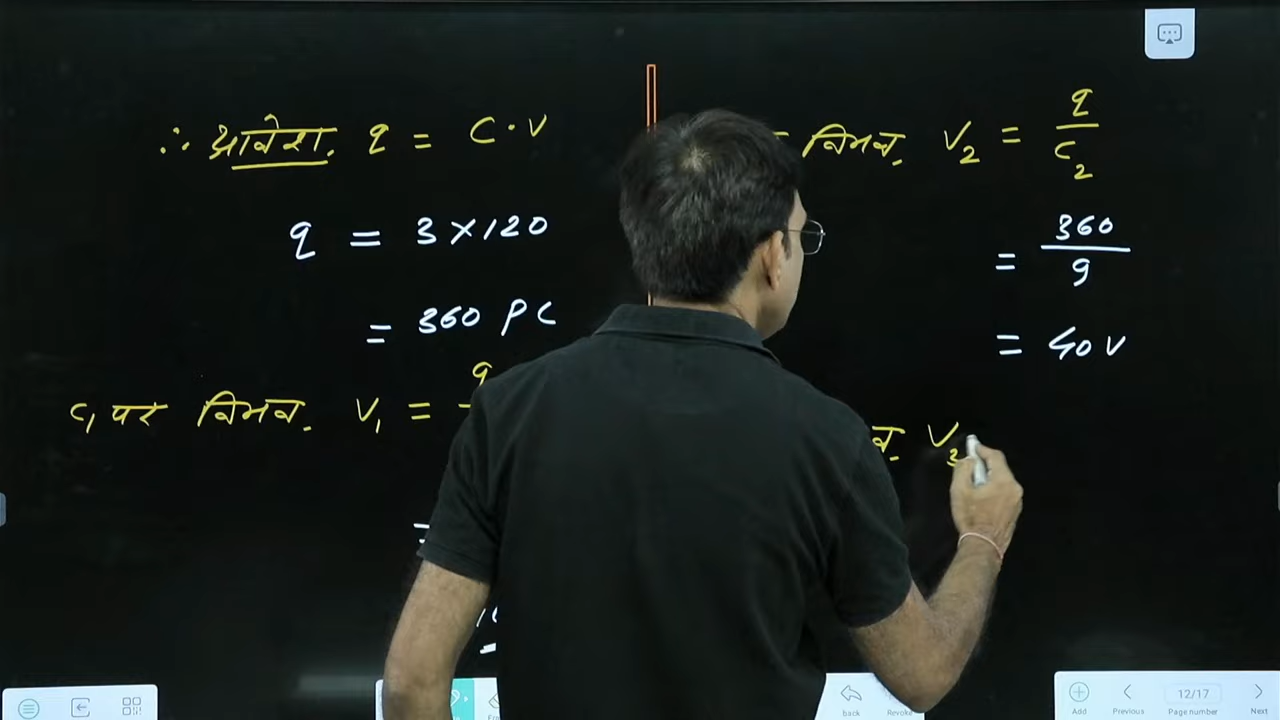 ∴ आवेश. q = C·V
q = 3×120
= 360 PC
C₁ पर विभव. V₁ = q
=
विभव. V₂ = q/C₂
= 360/9
= 40 V
V₃
back
Revoke
Add
Previous
12/17
Page number
Next